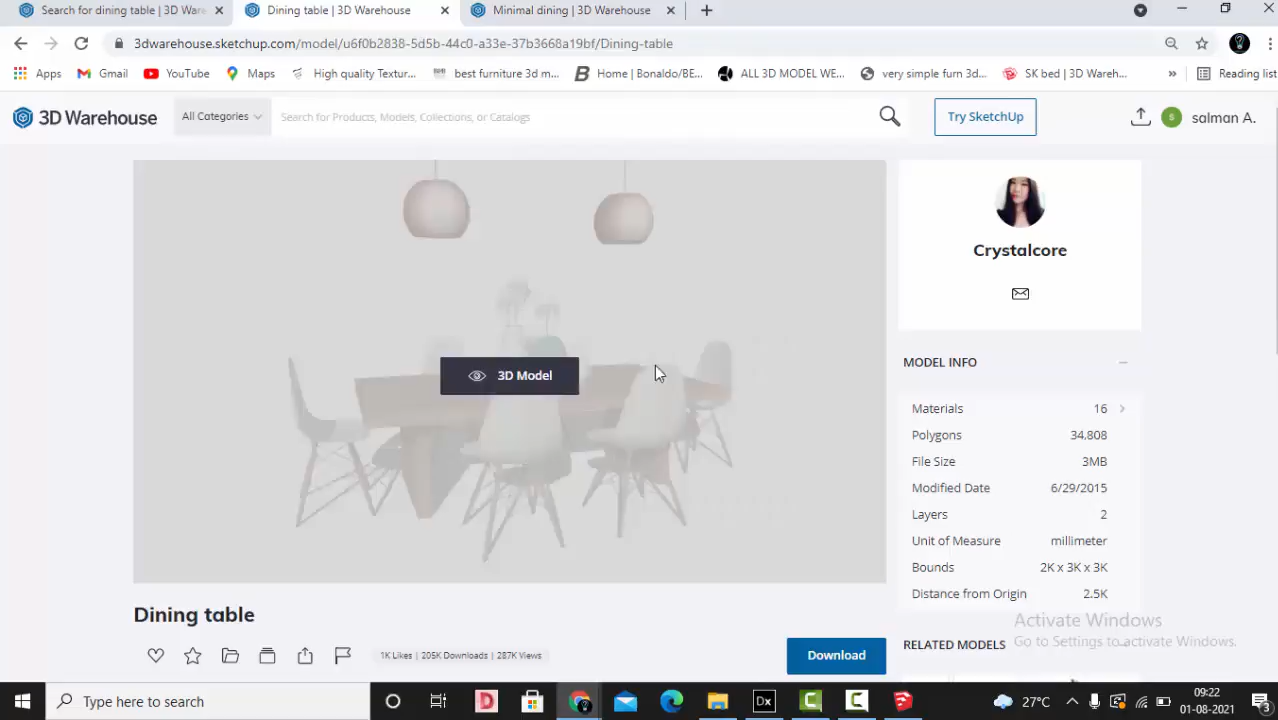 Search for dining table | 3D Ware
Dining table | 3D Warehouse
Minimal dining | 3D Warehouse
3dwarehouse.sketchup.com/model/u6f0b2838-5d5b-44c0-a33e-37b3668a19bf/Dining-table
Apps
Gmail
YouTube
Maps
High quality Textur...
best furniture 3d m...
Home | Bonaldo/BE...
ALL 3D MODEL WE...
very simple furn 3d...
SK bed | 3D Wareh...
»
Reading list
3D Warehouse
All Categories
Search for Products, Models, Collections, or Catalogs
Try SketchUp
S
salman A.
3D Model
Crystalcore
MODEL INFO
Materials 16
Polygons 34,808
File Size 3MB
Modified Date 6/29/2015
Layers 2
Unit of Measure millimeter
Bounds 2K x 3K x 3K
Distance from Origin 2.5K
Activate Windows
Go to Settings to activate Windows.
RELATED MODELS
Dining table
1K Likes | 205K Downloads | 287K Views
Download
Type here to search
27°C
09:22
01-08-2021
3